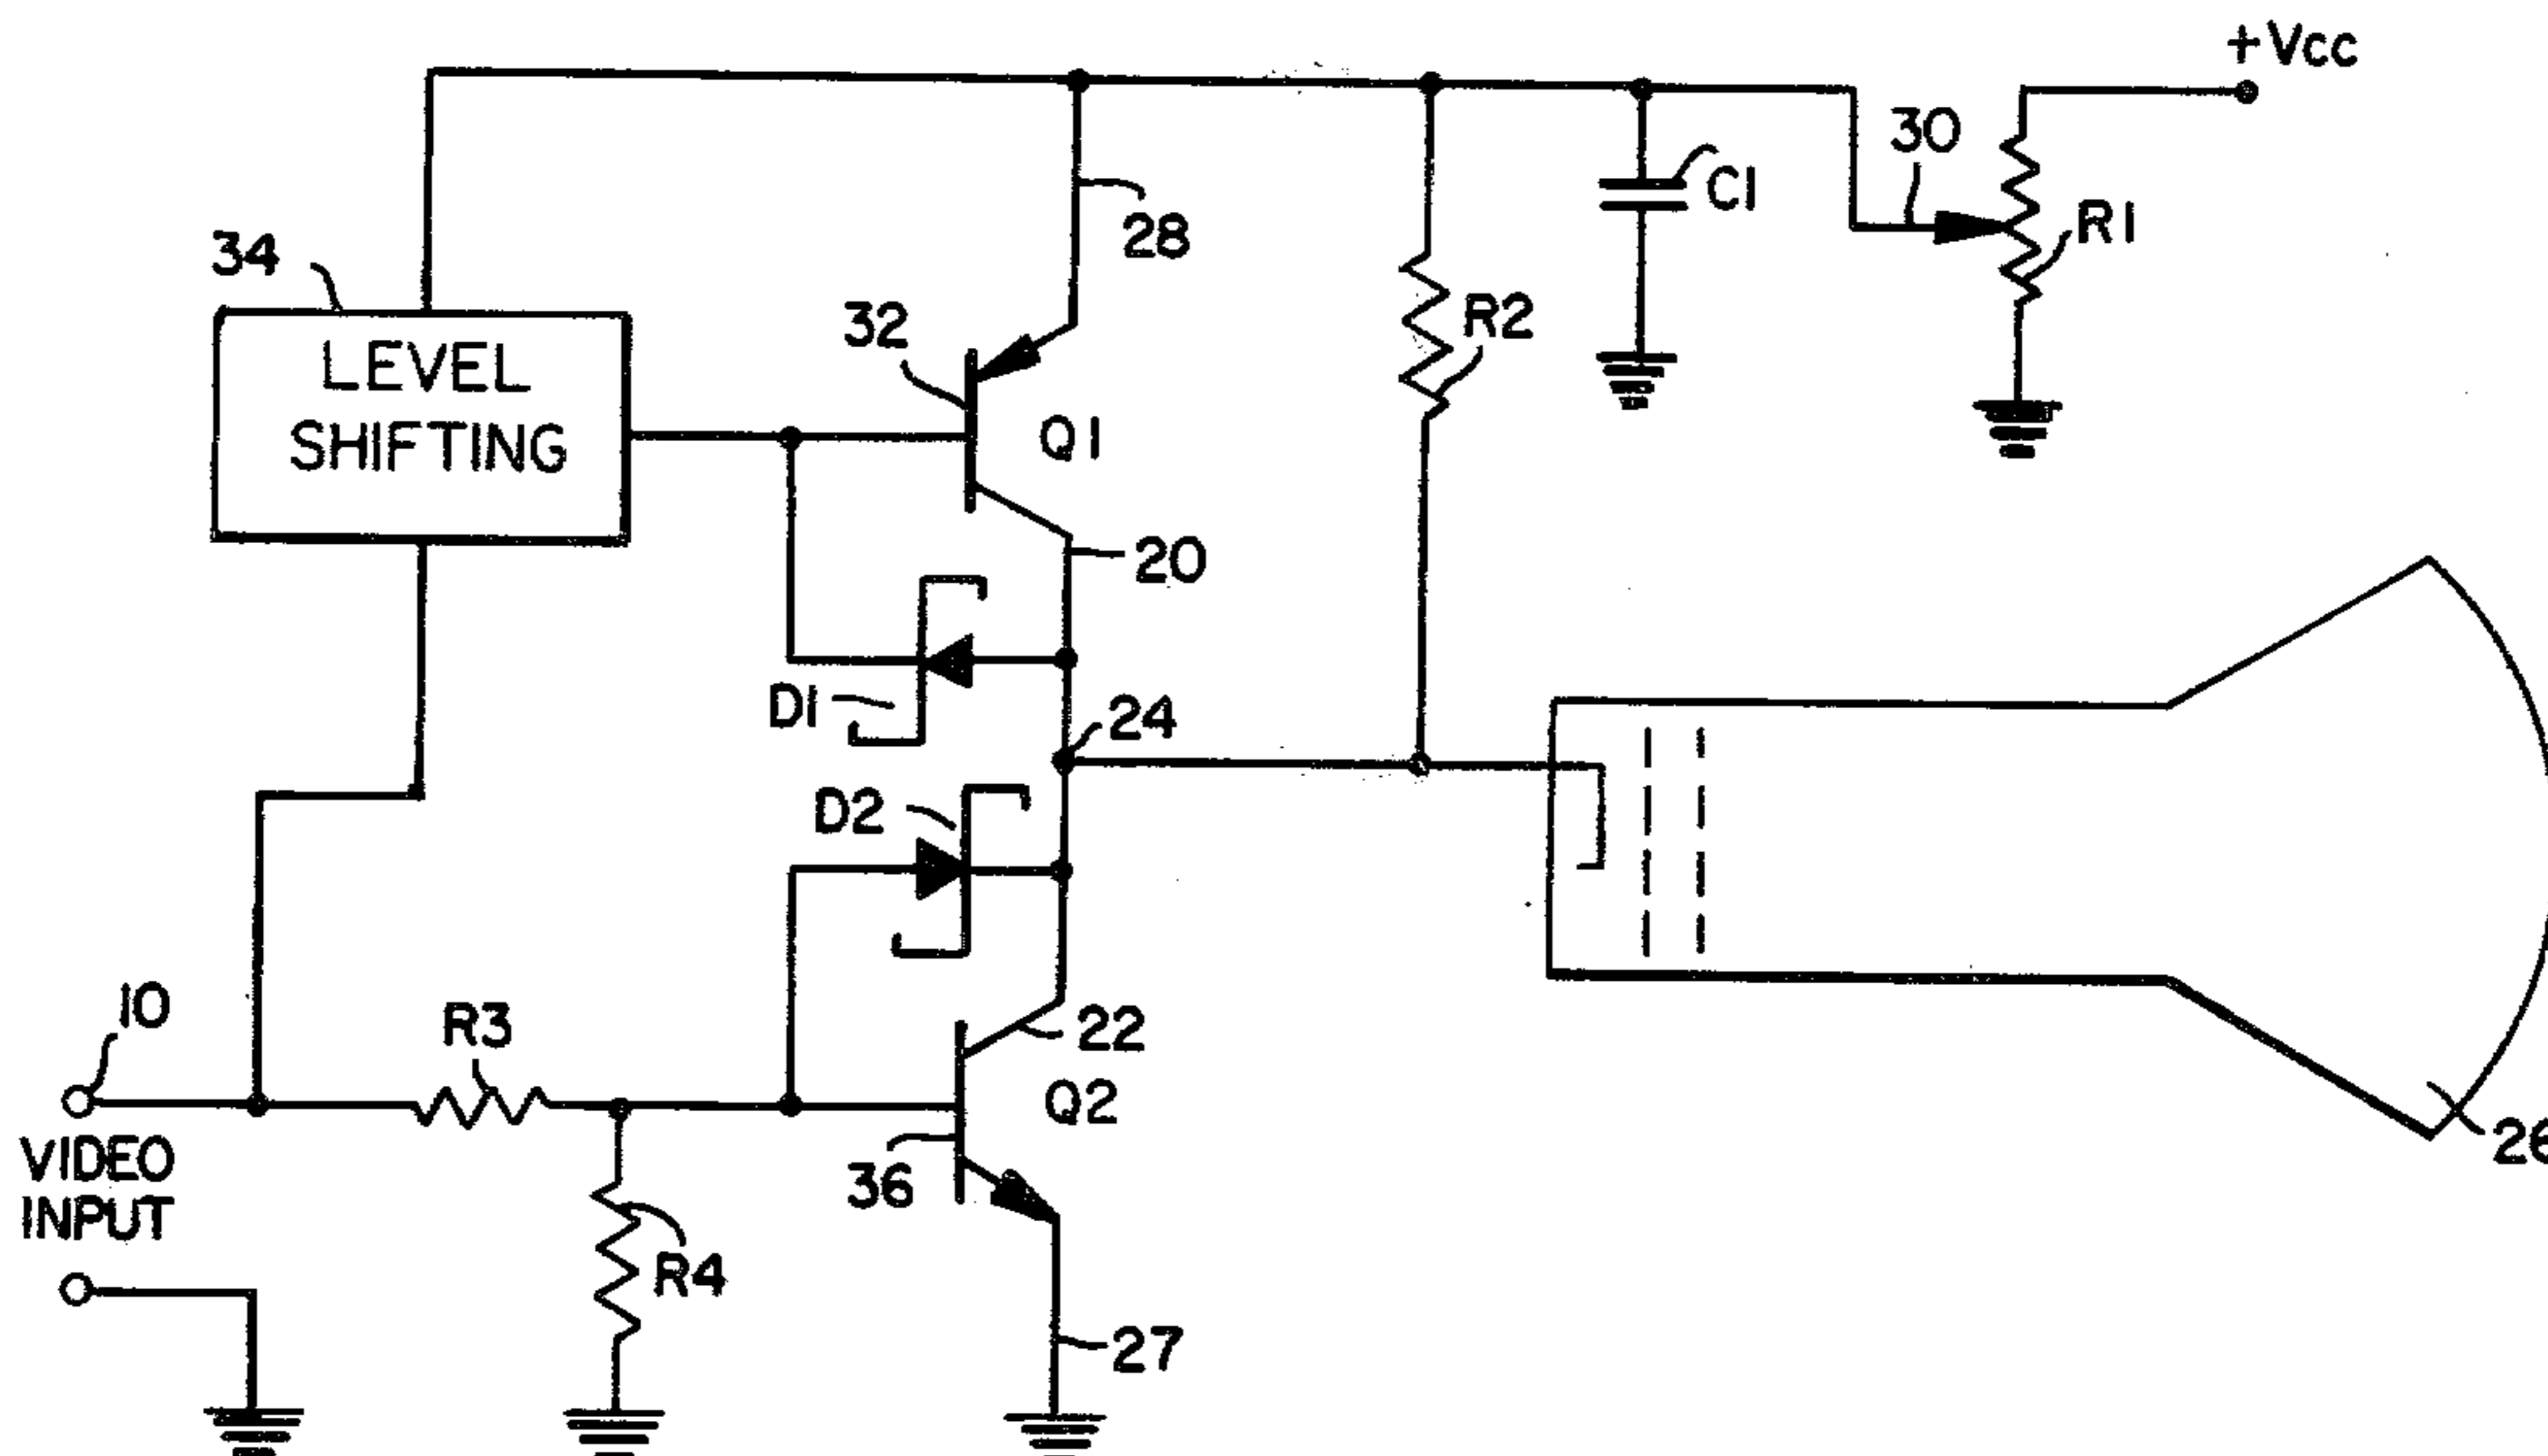 +Vcc
30
C1
R1
28
34
32
R2
LEVEL
SHIFTING
Q1
20
D1
24
D2
10
R3
22
Q2
VIDEO
INPUT
36
26
R4
27